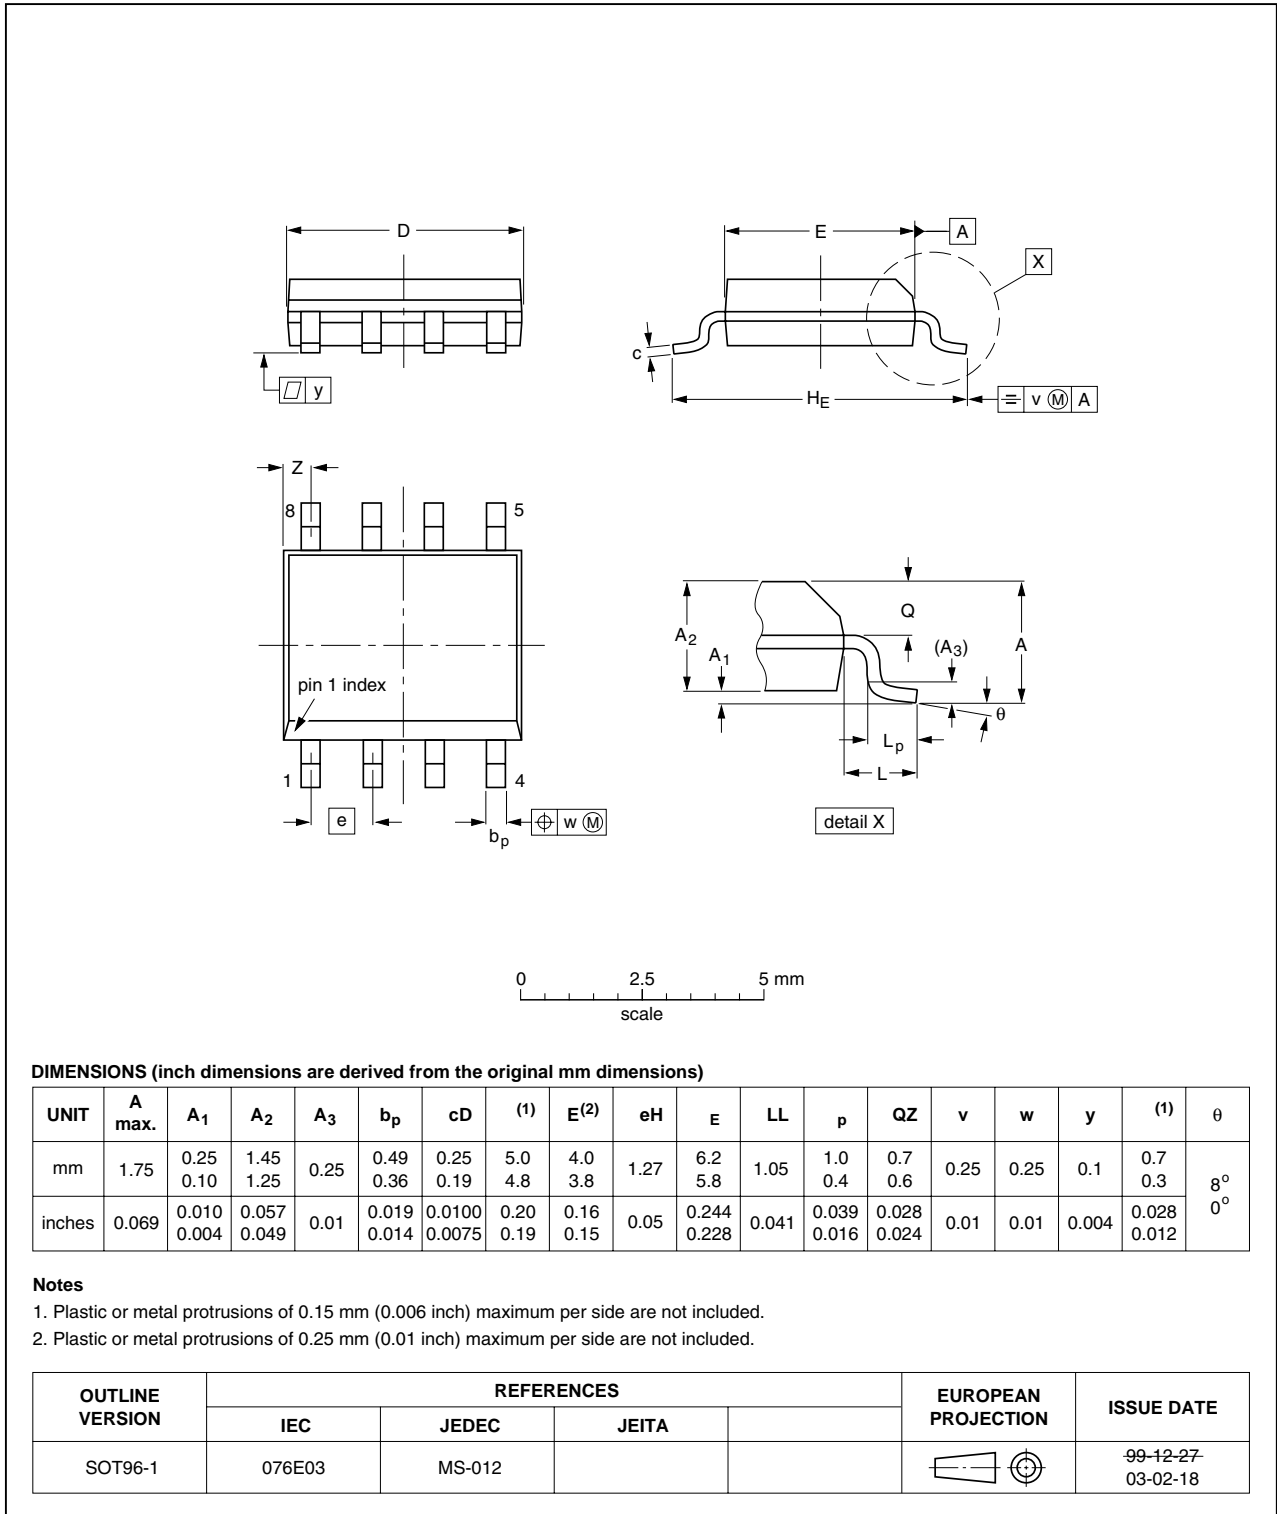 D
E
A
X
c
y
HE
v M A
Z
8
5
pin 1 index
1
4
e
bp
w M
A2
A1
Q
(A3)
A
θ
Lp
L
detail X
0 2.5 5 mm
scale
DIMENSIONS (inch dimensions are derived from the original mm dimensions)
UNIT A max. A1 A2 A3 bp cD (1) E(2) eH E LL p QZ v w y (1) θ
mm 1.75 0.25 0.10 1.45 1.25 0.25 0.49 0.36 0.25 0.19 5.0 4.8 4.0 3.8 1.27 6.2 5.8 1.05 1.0 0.4 0.7 0.6 0.25 0.25 0.1 0.7 0.3 8° 0°
inches 0.069 0.010 0.004 0.057 0.049 0.01 0.019 0.014 0.0100 0.0075 0.20 0.19 0.16 0.15 0.05 0.244 0.228 0.041 0.039 0.016 0.028 0.024 0.01 0.01 0.004 0.028 0.012
Notes
1. Plastic or metal protrusions of 0.15 mm (0.006 inch) maximum per side are not included.
2. Plastic or metal protrusions of 0.25 mm (0.01 inch) maximum per side are not included.
OUTLINE VERSION REFERENCES EUROPEAN PROJECTION ISSUE DATE
IEC JEDEC JEITA
SOT96-1 076E03 MS-012 99-12-27
03-02-18